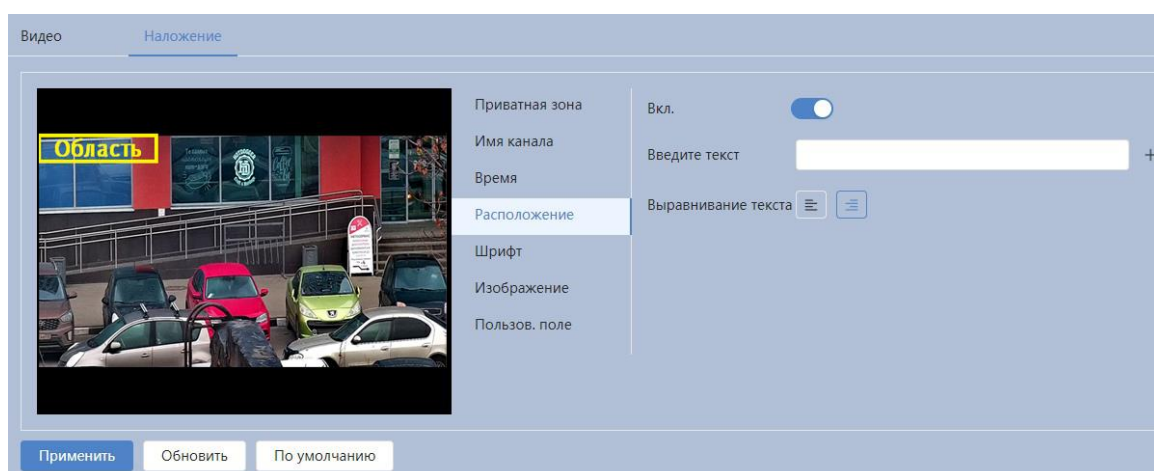 Видео Наложение
Область
Приватная зона
Имя канала
Время
Расположение
Шрифт
Изображение
Пользов. поле
Вкл.
Введите текст +
Выравнивание текста
Применить Обновить По умолчанию